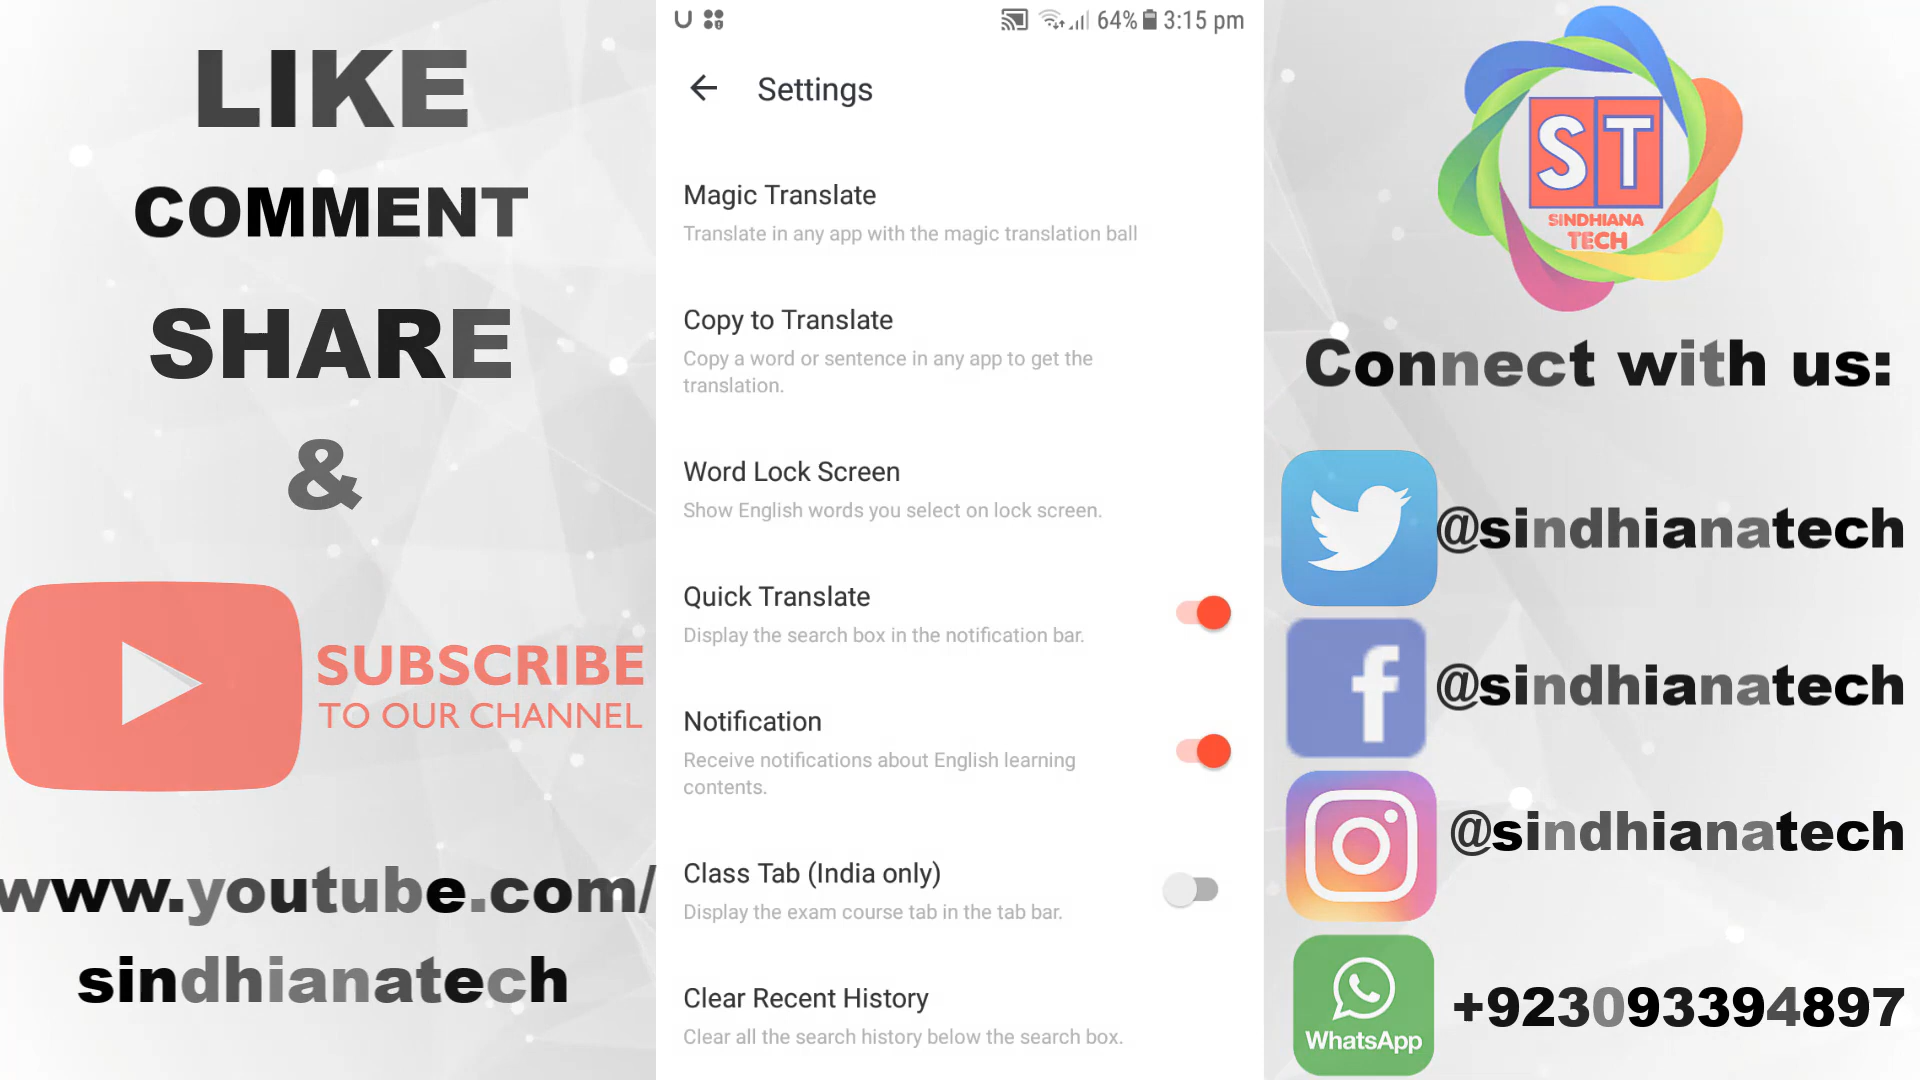 LIKE
COMMENT
SHARE
&
SUBSCRIBE
TO OUR CHANNEL
www.youtube.com/
sindhianatech
64% 3:15 pm
Settings
Magic Translate
Translate in any app with the magic translation ball
Copy to Translate
Copy a word or sentence in any app to get the
translation.
Word Lock Screen
Show English words you select on lock screen.
Quick Translate
Display the search box in the notification bar.
Notification
Receive notifications about English learning
contents.
Class Tab (India only)
Display the exam course tab in the tab bar.
Clear Recent History
Clear all the search history below the search box.
ST
SINDHIANA
TECH
Connect with us:
@sindhianatech
@sindhianatech
@sindhianatech
WhatsApp
+923093394897